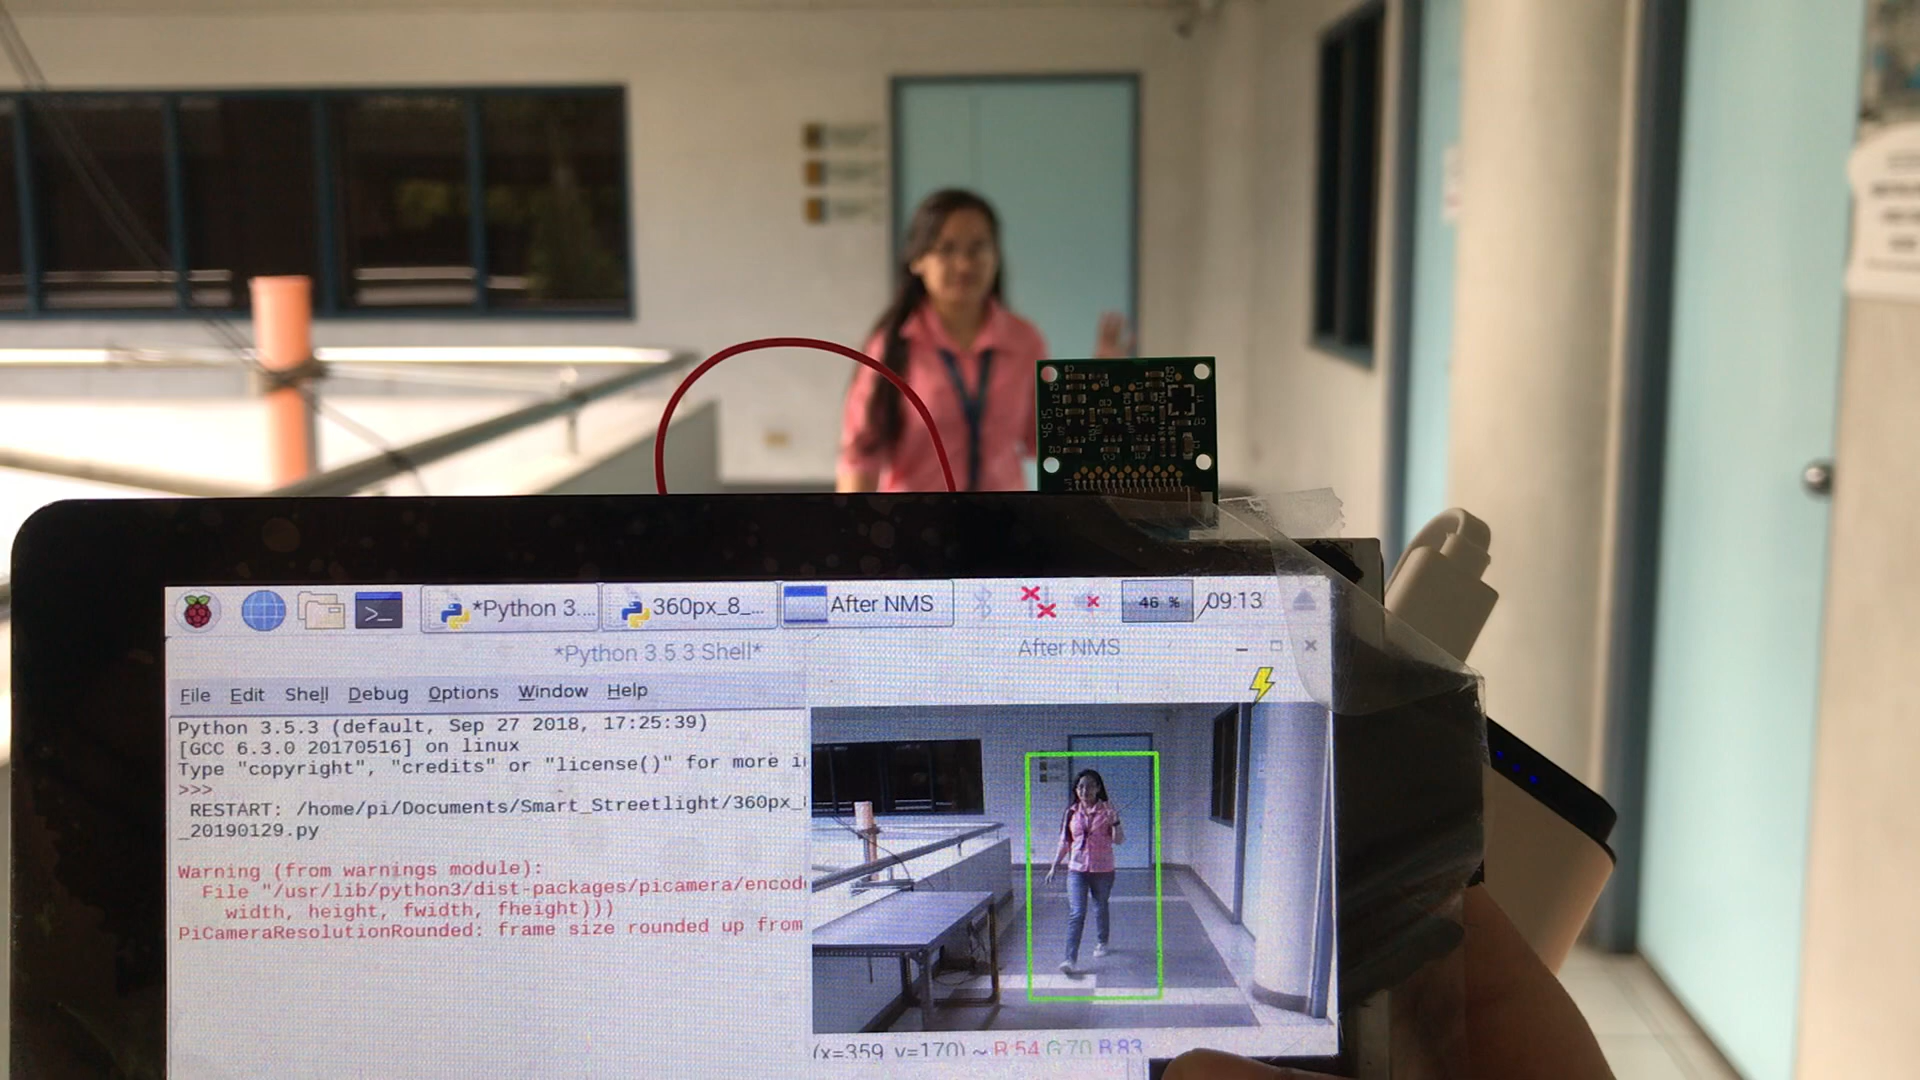 *Python 3....
360px_8_...
After NMS
46 %
09:13
*Python 3.5.3 Shell*
After NMS
File Edit Shell Debug Options Window Help
Python 3.5.3 (default, Sep 27 2018, 17:25:39)
[GCC 6.3.0 20170516] on linux
Type "copyright", "credits" or "license()" for more i
>>>
RESTART: /home/pi/Documents/Smart_Streetlight/360px_
_20190129.py
Warning (from warnings module):
File "/usr/lib/python3/dist-packages/picamera/encod
width, height, fwidth, fheight)))
PiCameraResolutionRounded: frame size rounded up from
(x=359, y=170) ~ R:54 G:70 B:83